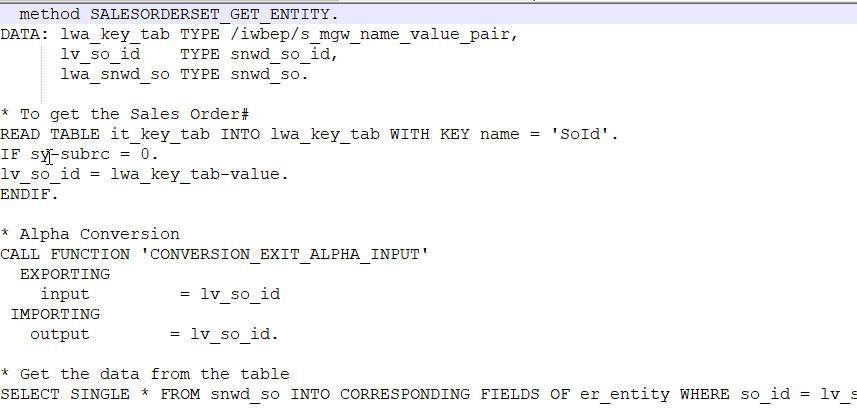 method SALESORDERSET_GET_ENTITY.
DATA: lwa_key_tab TYPE /iwbep/s_mgw_name_value_pair,
lv_so_id TYPE snwd_so_id,
lwa_snwd_so TYPE snwd_so.
* To get the Sales Order#
READ TABLE it_key_tab INTO lwa_key_tab WITH KEY name = 'SoId'.
IF sy-subrc = 0.
lv_so_id = lwa_key_tab-value.
ENDIF.
* Alpha Conversion
CALL FUNCTION 'CONVERSION_EXIT_ALPHA_INPUT'
EXPORTING
input = lv_so_id
IMPORTING
output = lv_so_id.
* Get the data from the table
SELECT SINGLE * FROM snwd_so INTO CORRESPONDING FIELDS OF er_entity WHERE so_id = lv_s